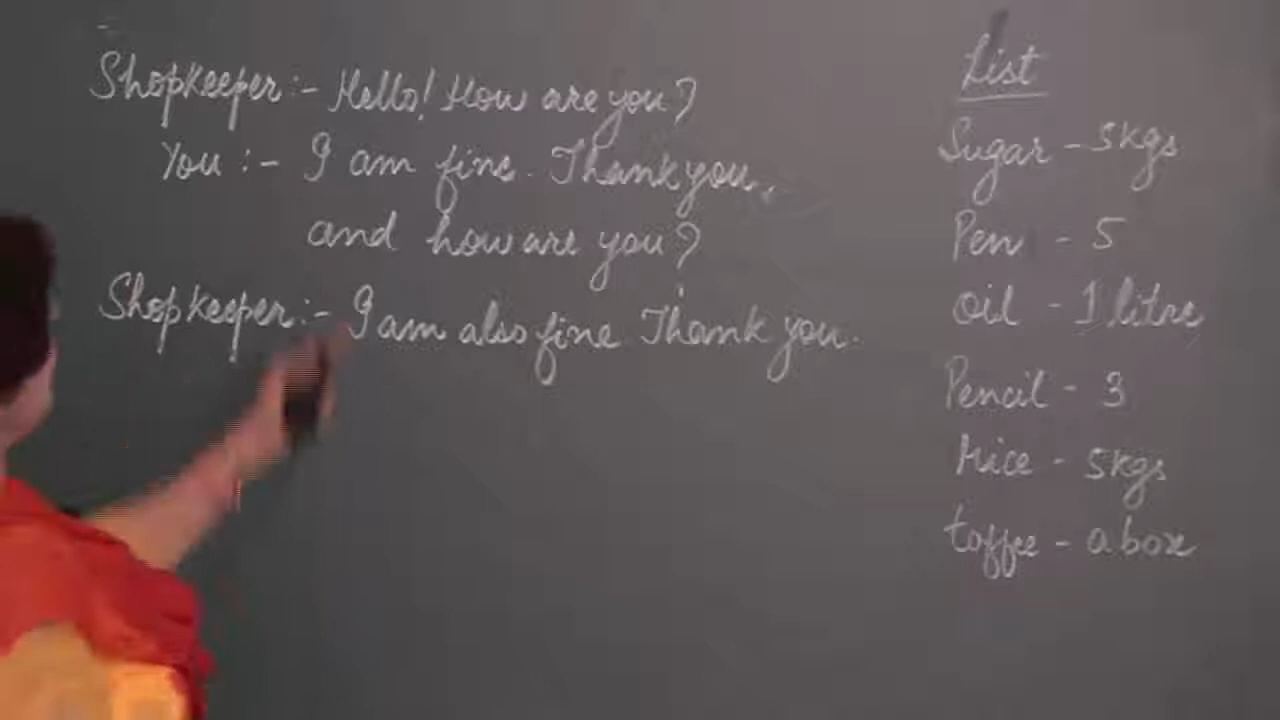 Shopkeeper :- Hello! How are you?
You :- I am fine. Thank you.
and how are you?
Shopkeeper :- I am also fine Thank you.
List
Sugar - 5kgs
Pen - 5
oil - 1 litre
Pencil - 3
Rice - 5kgs
toffee - a box